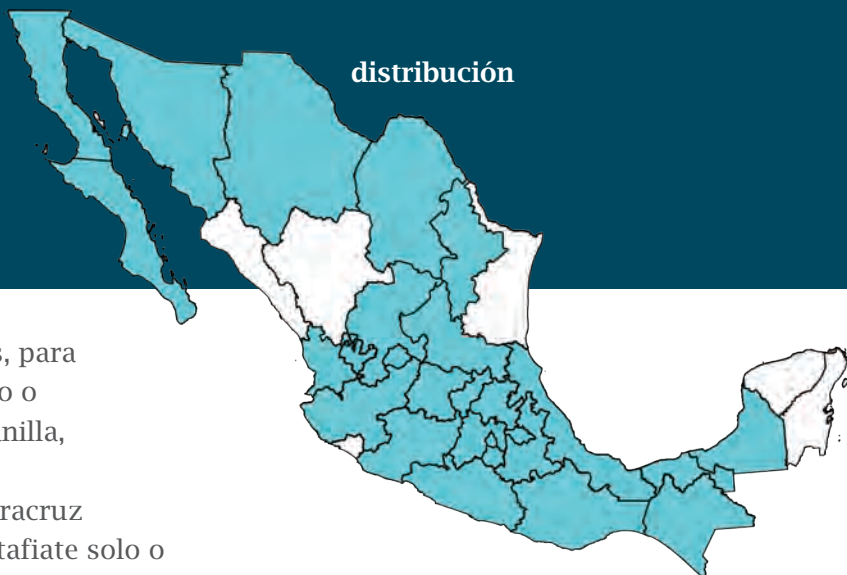 distribución
s, para
o o
nilla,
racruz
tafiate solo o